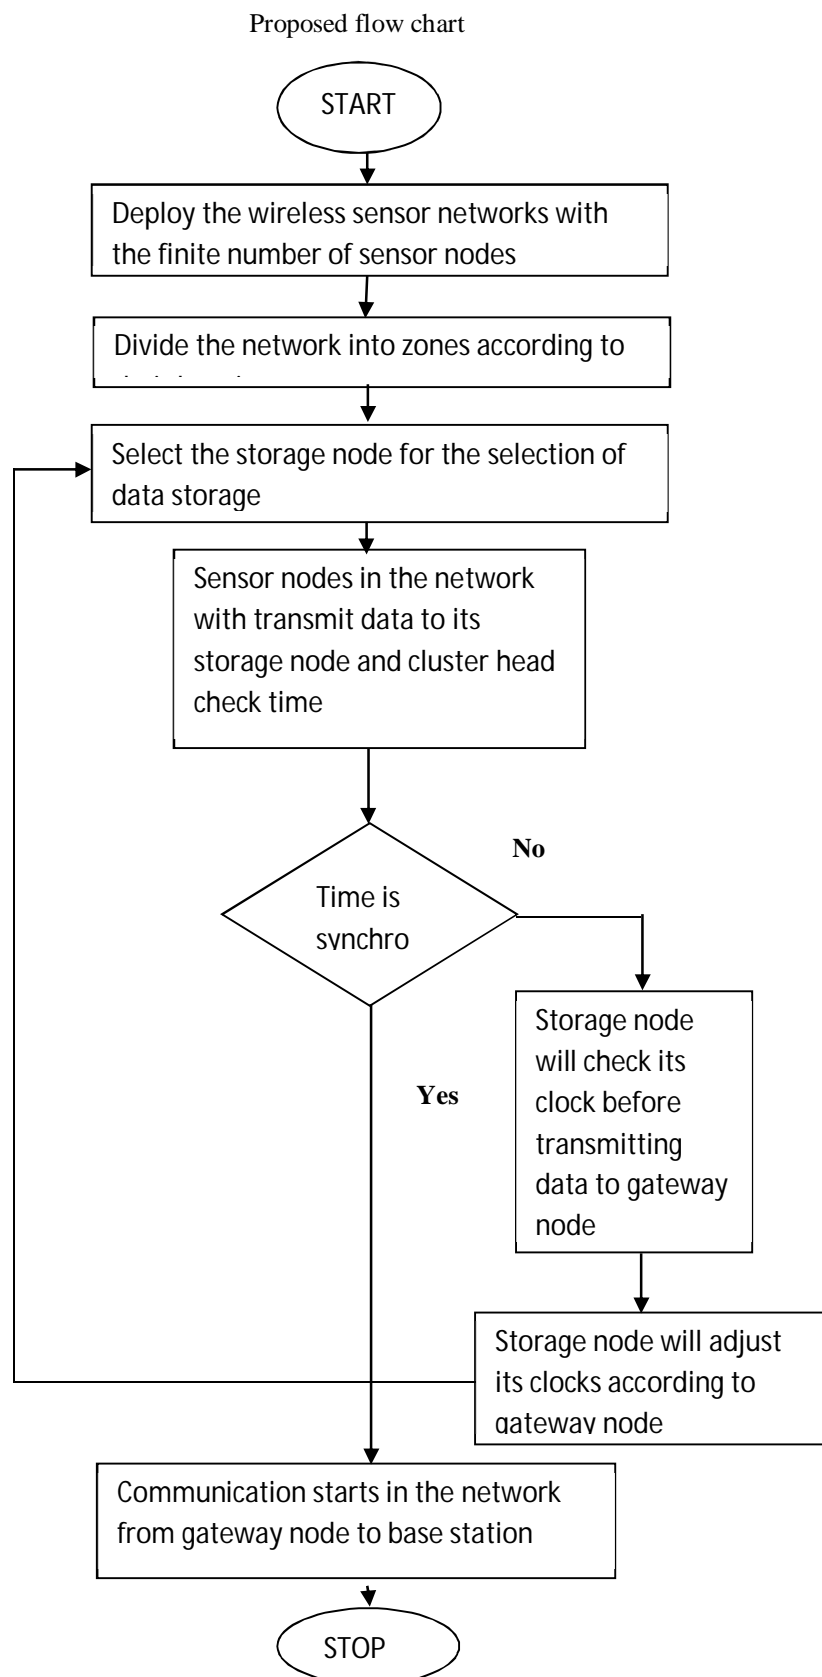 Proposed flow chart
START
Deploy the wireless sensor networks with
the finite number of sensor nodes
Divide the network into zones according to
Select the storage node for the selection of
data storage
Sensor nodes in the network
with transmit data to its
storage node and cluster head
check time
No
Time is
synchro
Storage node
will check its
clock before
transmitting
data to gateway
node
Yes
Storage node will adjust
its clocks according to
gateway node
Communication starts in the network
from gateway node to base station
STOP